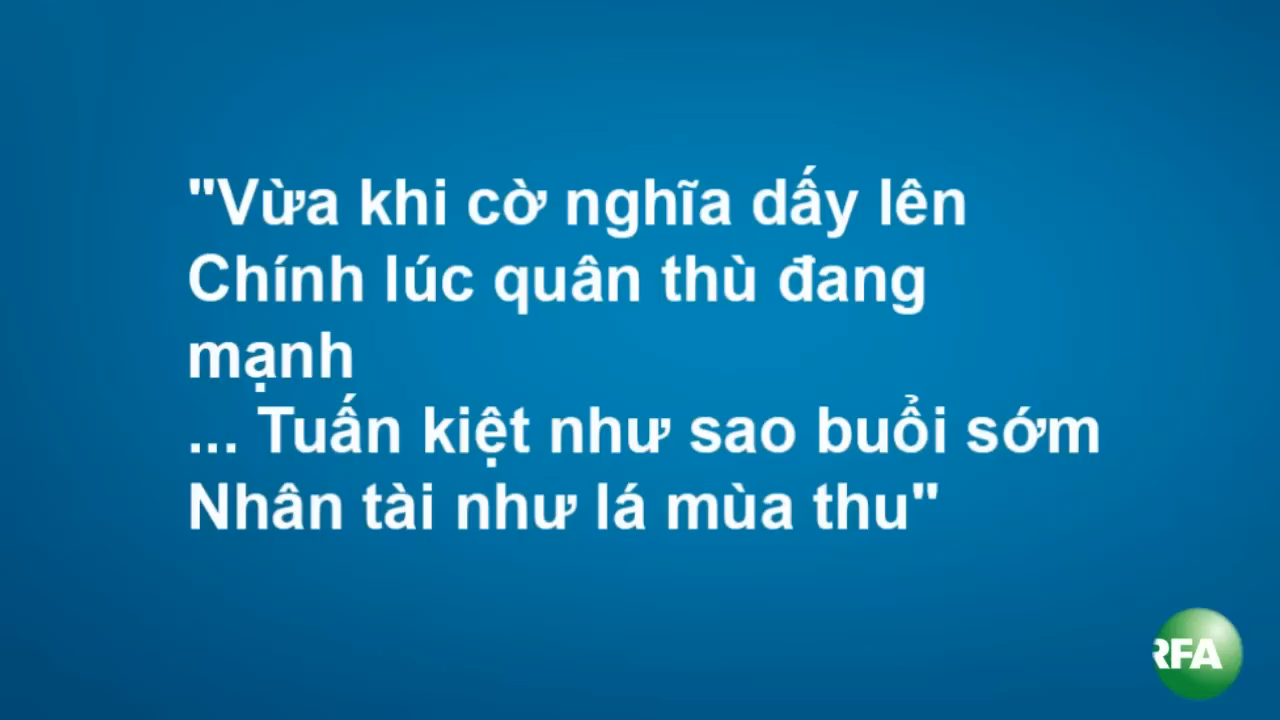 "Vừa khi cờ nghĩa dấy lên
Chính lúc quân thù đang
mạnh
... Tuấn kiệt như sao buổi sớm
Nhân tài như lá mùa thu"
RFA